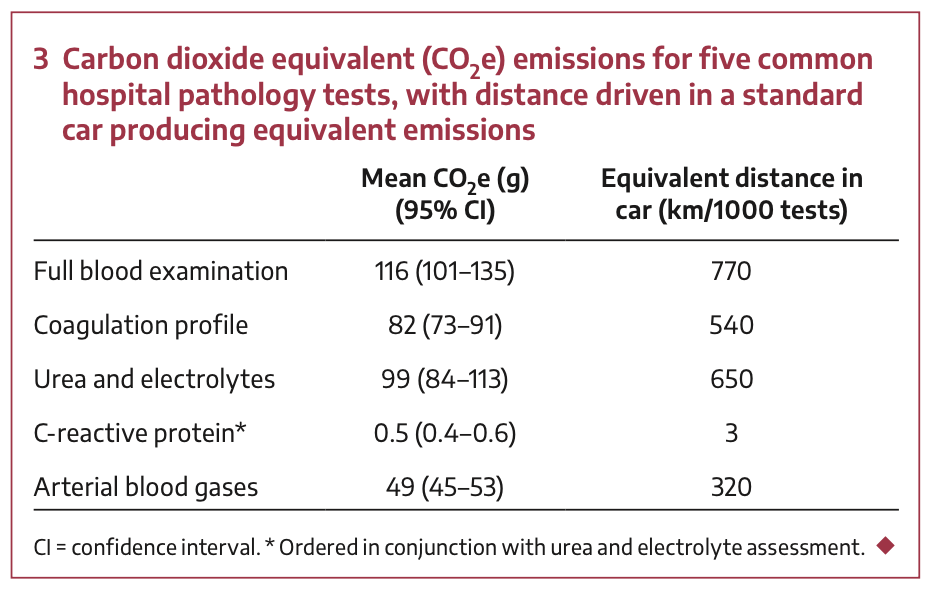 3 Carbon dioxide equivalent (CO₂e) emissions for five common
hospital pathology tests, with distance driven in a standard
car producing equivalent emissions
Mean CO₂e (g) Equivalent distance in
(95% CI) car (km/1000 tests)
Full blood examination 116 (101–135) 770
Coagulation profile 82 (73–91) 540
Urea and electrolytes 99 (84–113) 650
C-reactive protein* 0.5 (0.4–0.6) 3
Arterial blood gases 49 (45–53) 320
CI = confidence interval. * Ordered in conjunction with urea and electrolyte assessment. ◆